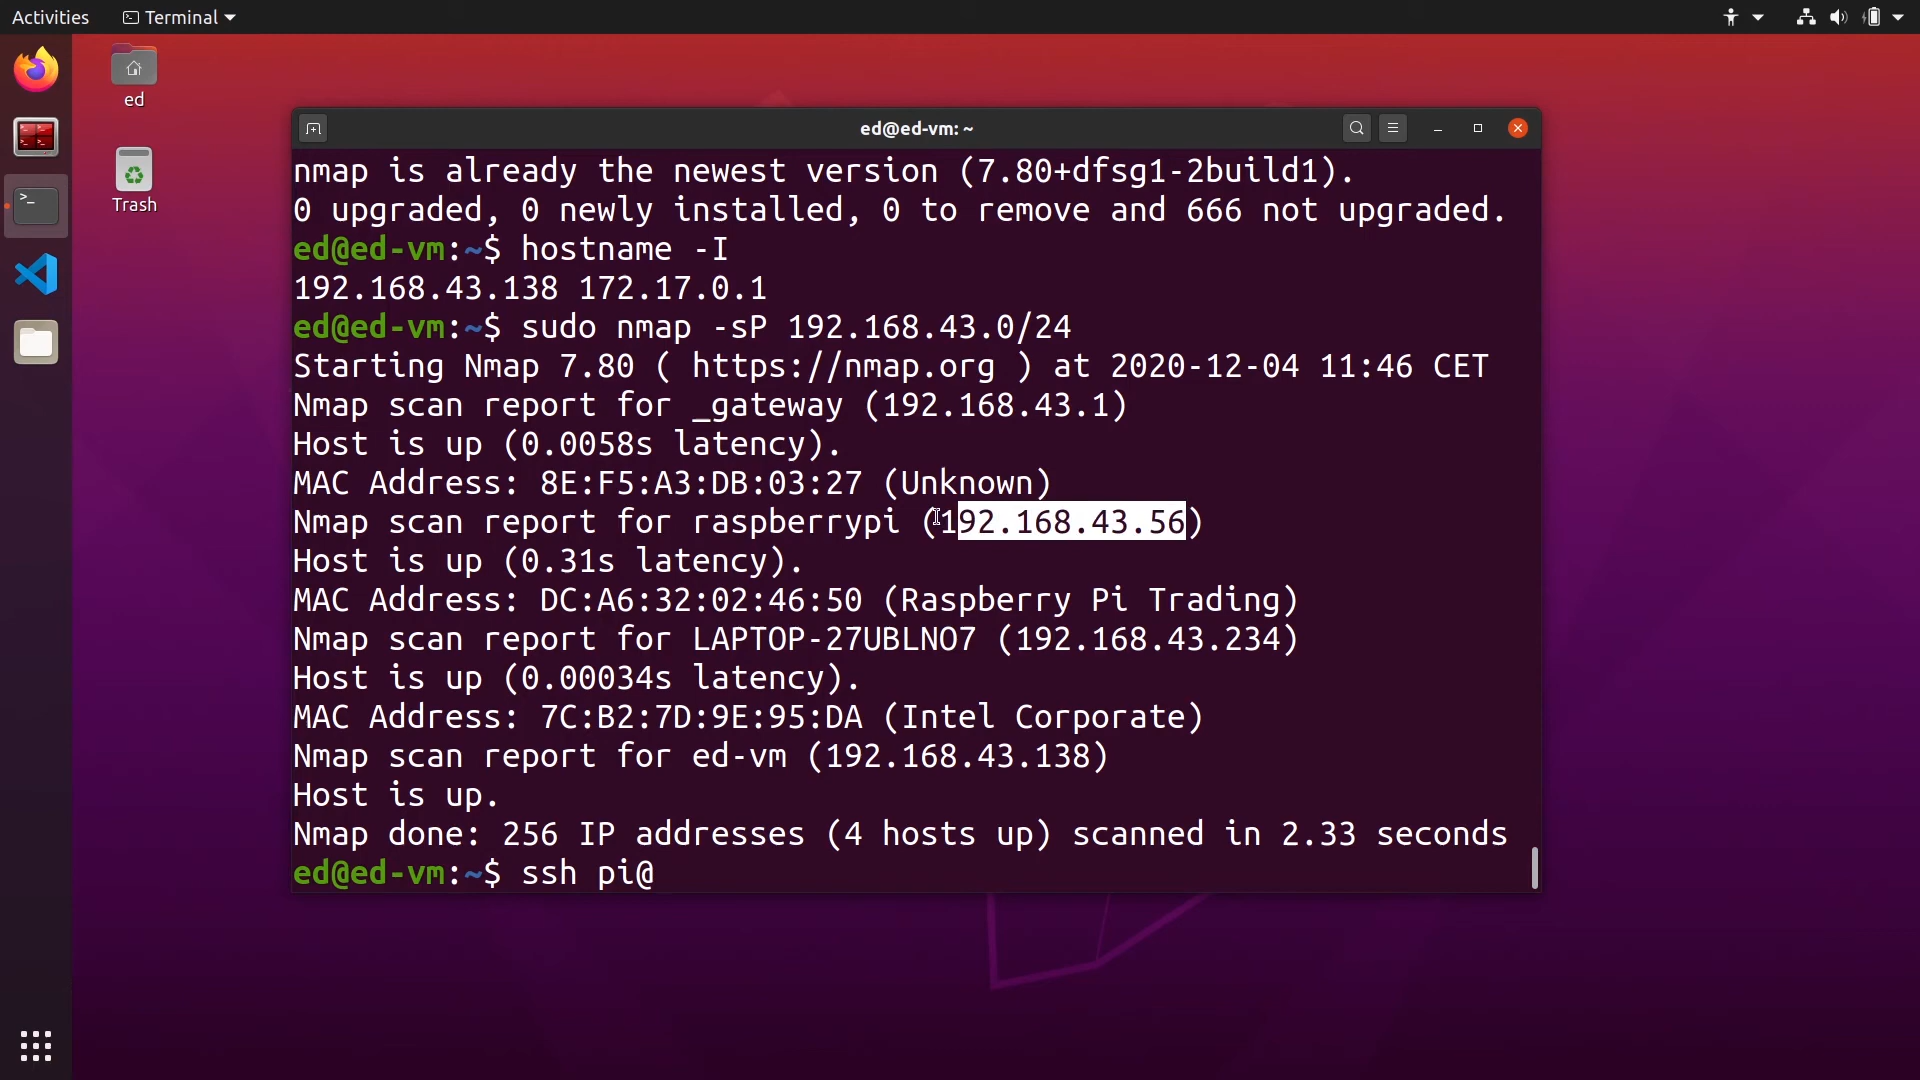 Activities
Terminal
ed
Trash
ed@ed-vm: ~
nmap is already the newest version (7.80+dfsg1-2build1).
0 upgraded, 0 newly installed, 0 to remove and 666 not upgraded.
ed@ed-vm:~$ hostname -I
192.168.43.138 172.17.0.1
ed@ed-vm:~$ sudo nmap -sP 192.168.43.0/24
Starting Nmap 7.80 ( https://nmap.org ) at 2020-12-04 11:46 CET
Nmap scan report for _gateway (192.168.43.1)
Host is up (0.0058s latency).
MAC Address: 8E:F5:A3:DB:03:27 (Unknown)
Nmap scan report for raspberrypi (192.168.43.56)
Host is up (0.31s latency).
MAC Address: DC:A6:32:02:46:50 (Raspberry Pi Trading)
Nmap scan report for LAPTOP-27UBLNO7 (192.168.43.234)
Host is up (0.00034s latency).
MAC Address: 7C:B2:7D:9E:95:DA (Intel Corporate)
Nmap scan report for ed-vm (192.168.43.138)
Host is up.
Nmap done: 256 IP addresses (4 hosts up) scanned in 2.33 seconds
ed@ed-vm:~$ ssh pi@